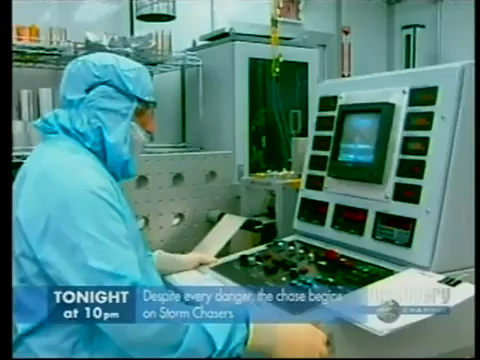 TONIGHT
at 10pm
Despite every danger, the chase begins
on Storm Chasers
Discovery
CHANNEL